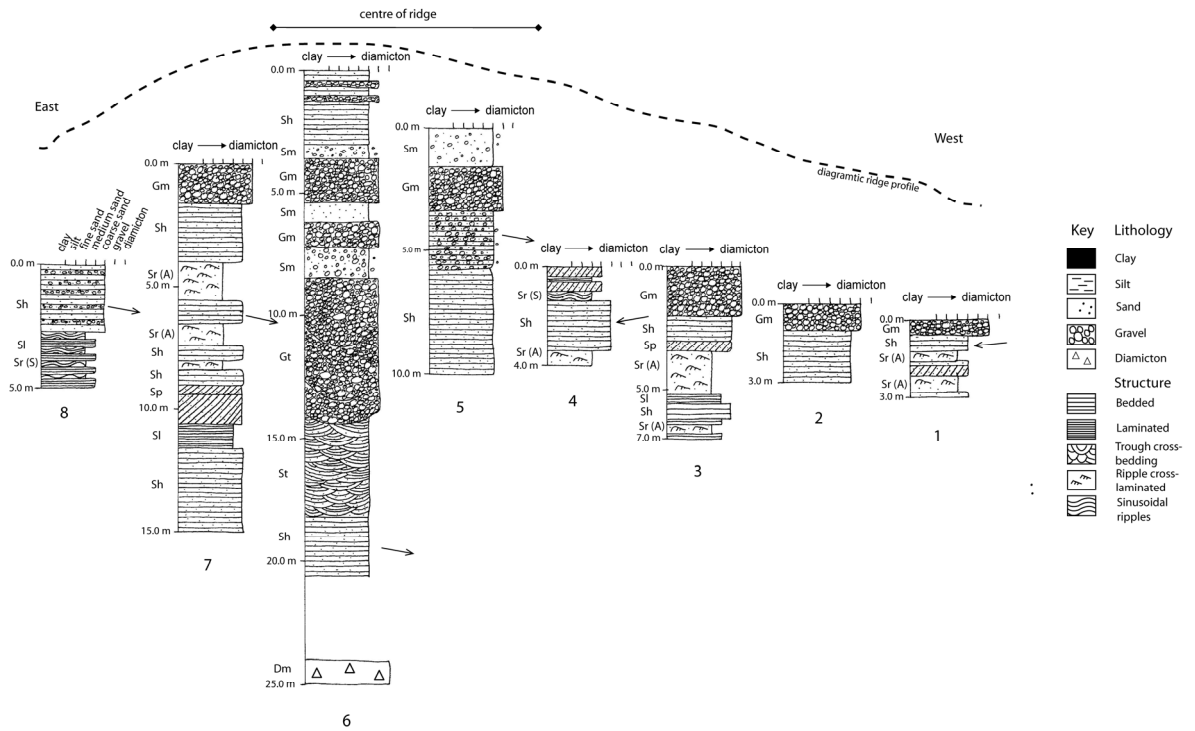 centre of ridge
East
West
diagramtic ridge profile
clay silt fine sand medium sand coarse sand gravel diamicton
0.0 m
Sh
Sl
Sr (S)
5.0 m
8
clay → diamicton
0.0 m
Gm
Sh
Sr (A)
5.0 m
Sr (A)
Sh
Sh
Sp
10.0 m
Sl
Sh
15.0 m
7
clay → diamicton
0.0 m
Sh
Sm
Gm
5.0 m
Sm
Gm
Sm
10.0 m
Gt
15.0 m
St
Sh
20.0 m
Dm
25.0 m
6
clay → diamicton
0.0 m
Sm
Gm
5.0 m
Sh
10.0 m
5
clay → diamicton
0.0 m
Sr (S)
Sh
Sr (A)
4.0 m
4
clay → diamicton
0.0 m
Gm
Sh
Sp
Sr (A)
5.0 m
Sl
Sh
Sr (A)
7.0 m
3
clay → diamicton
0.0 m
Gm
Sh
3.0 m
2
clay → diamicton
0.0 m
Gm
Sh
Sr (A)
Sr (A)
3.0 m
1
Key Lithology
Clay
Silt
Sand
Gravel
Diamicton
Structure
Bedded
Laminated
Trough cross-
bedding
Ripple cross-
laminated
Sinusoidal
ripples